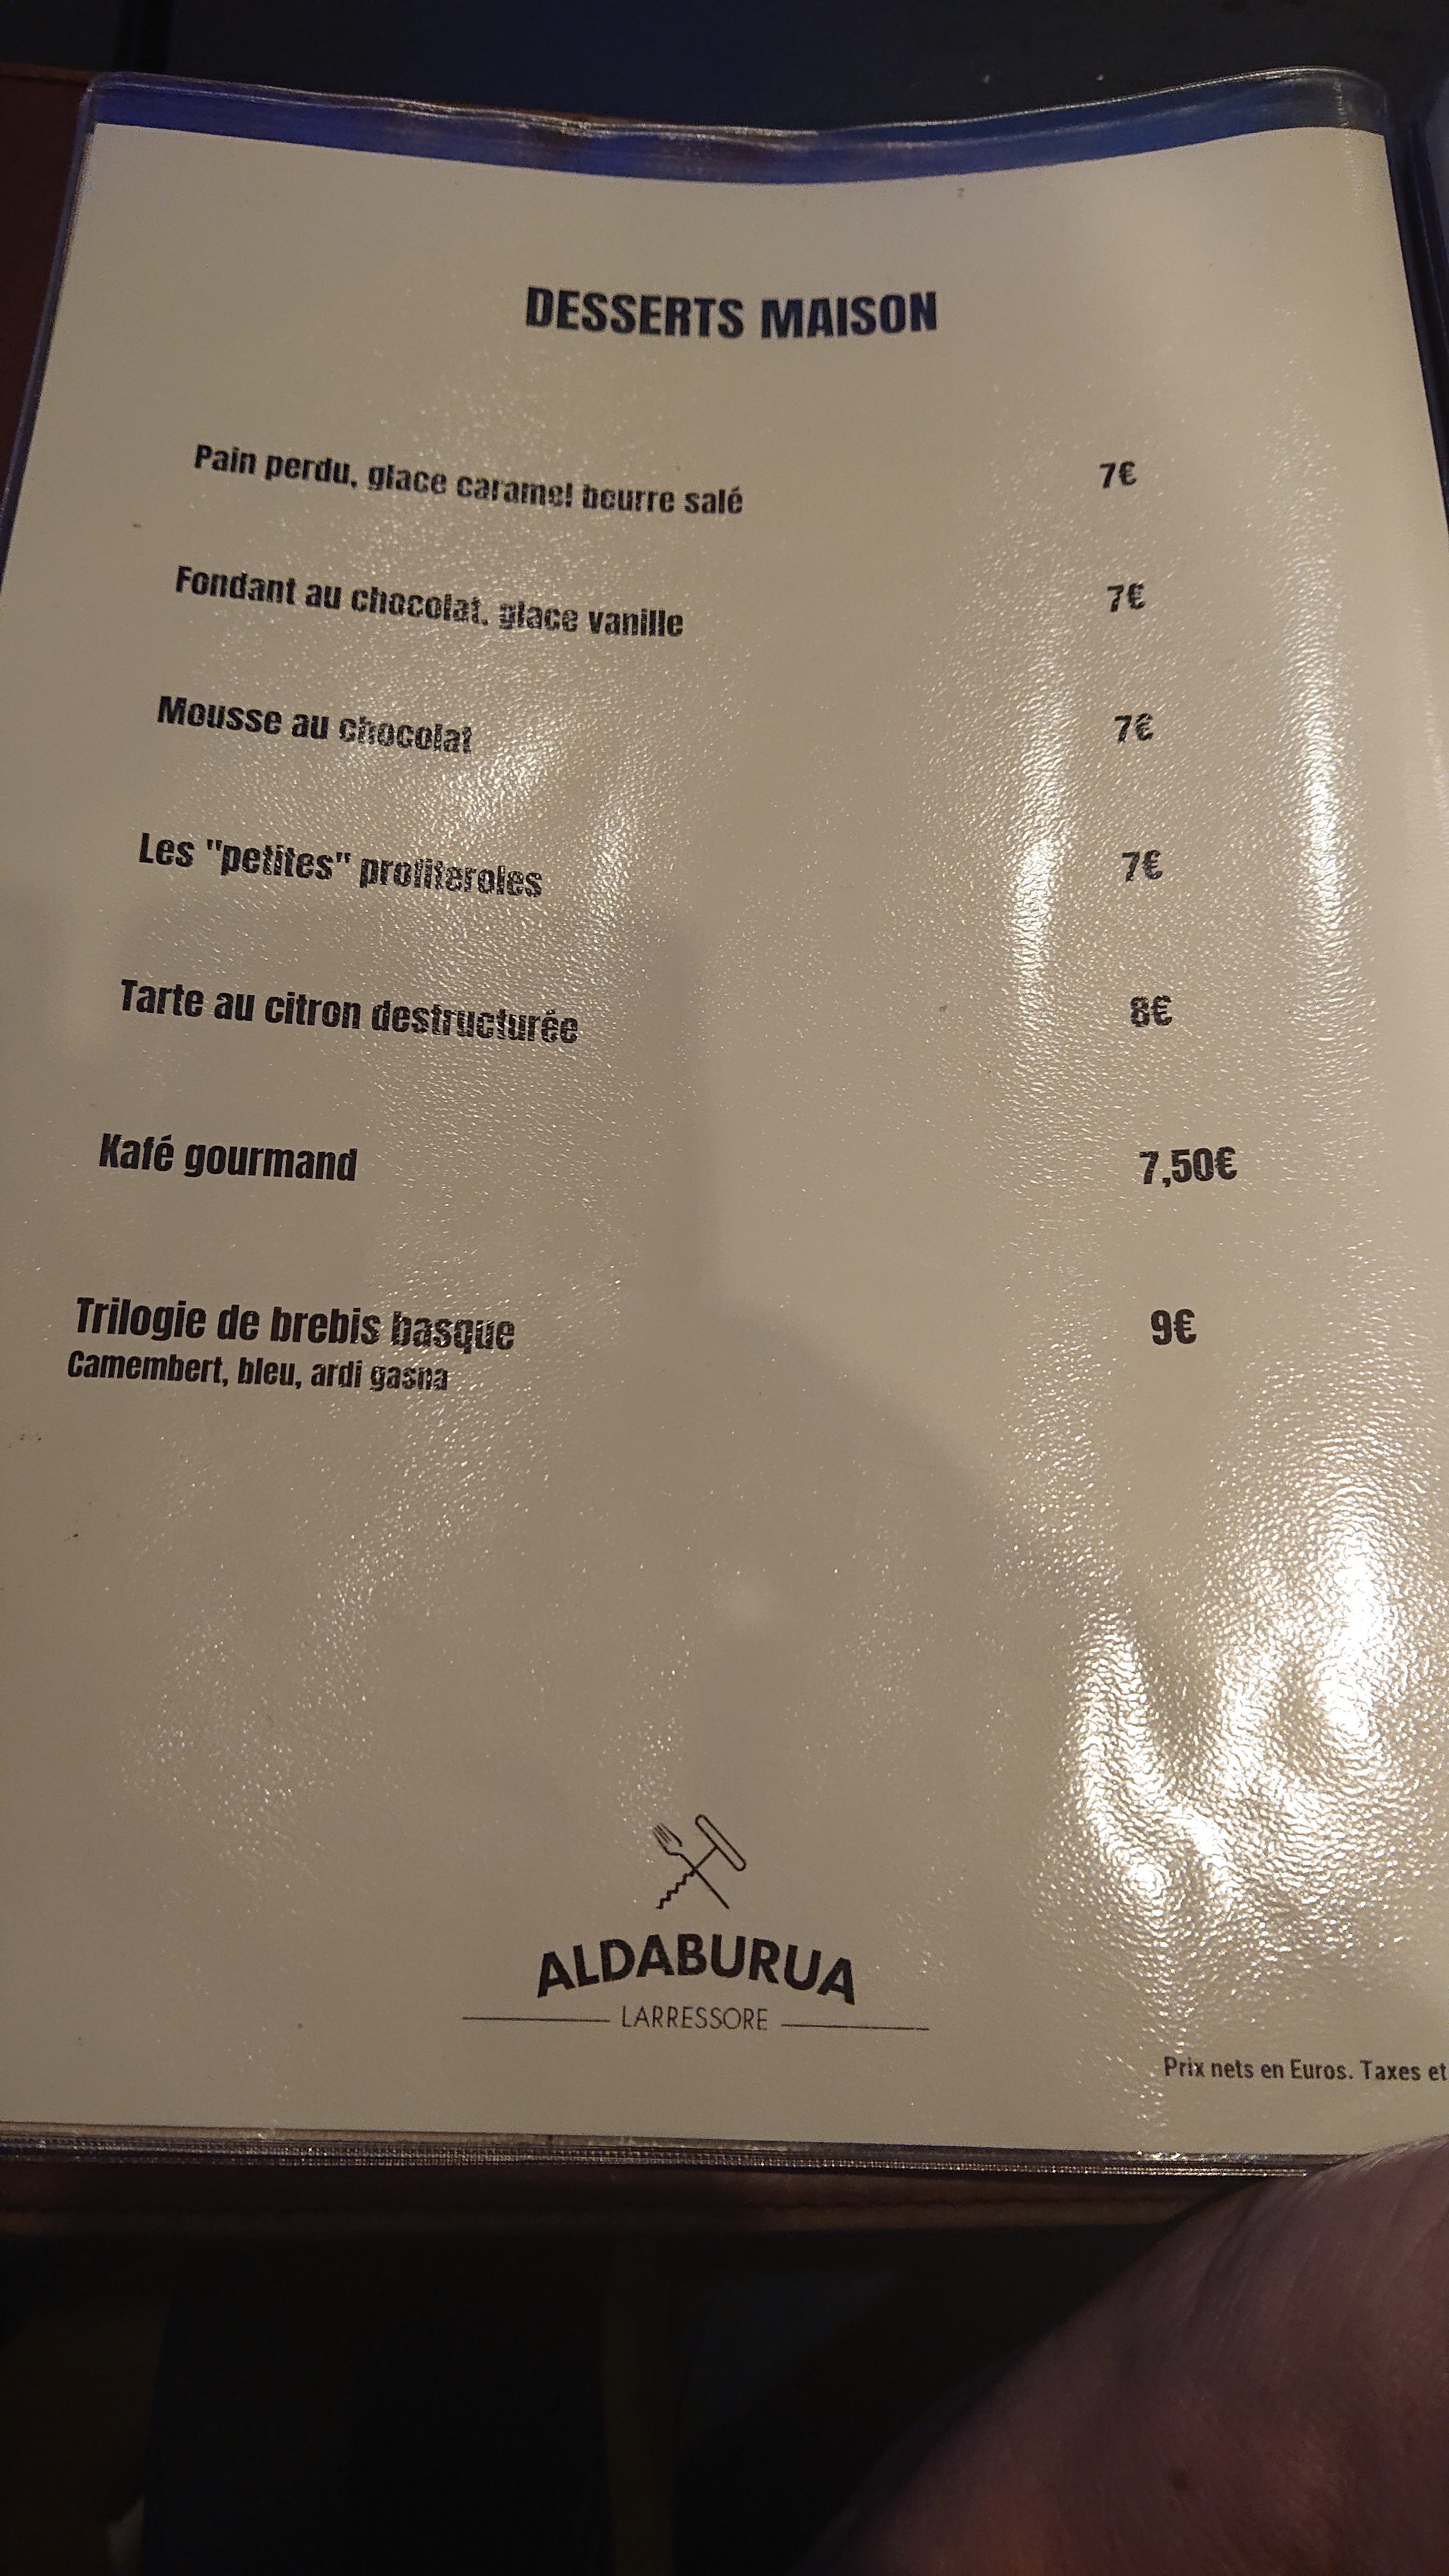 DESSERTS MAISON
Pain perdu, glace caramel beurre salé 7€
Fondant au chocolat, glace vanille 7€
Mousse au chocolat 7€
Les "petites" profiteroles 7€
Tarte au citron destructurée 8€
Kafé gourmand 7,50€
Trilogie de brebis basque 9€
Camembert, bleu, ardi gasna
ALDABURUA
LARRESSORE
Prix nets en Euros. Taxes et